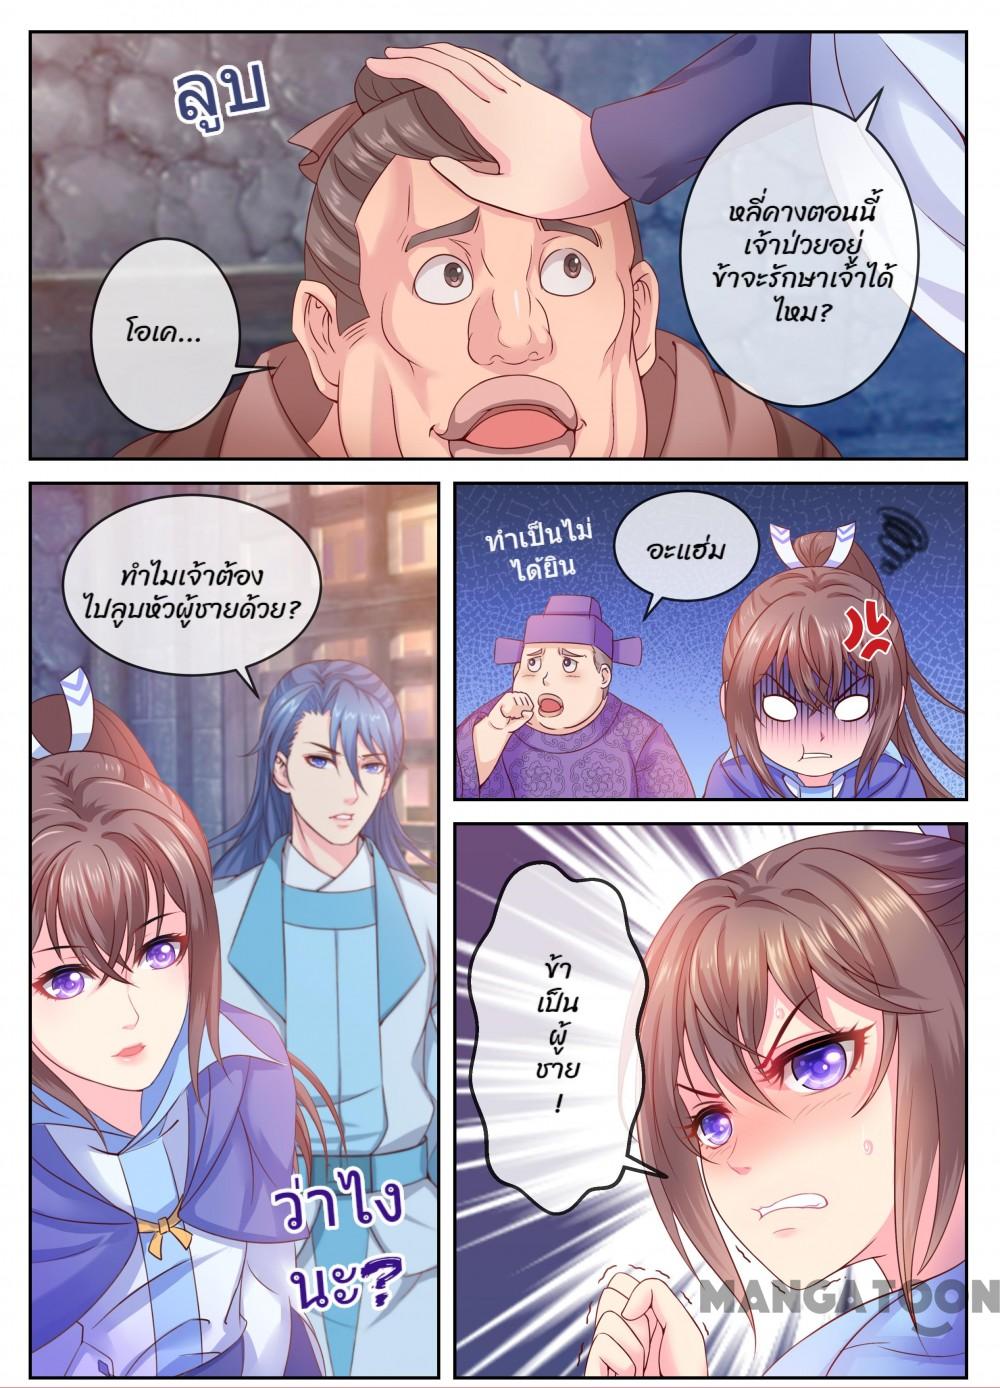 ลูบ
หลี่คางตอนนี้
เจ้าป่วยอยู่
ข้าจะรักษาเจ้าได้
ไหม?
โอเค...
ทำไมเจ้าต้อง
ไปลูบหัวผู้ชายด้วย?
ว่าไง
นะ?
ทำเป็นไม่
ได้ยิน
อะแฮ่ม
ข้า
เป็น
ผู้
ชาย
!
MANGATOON